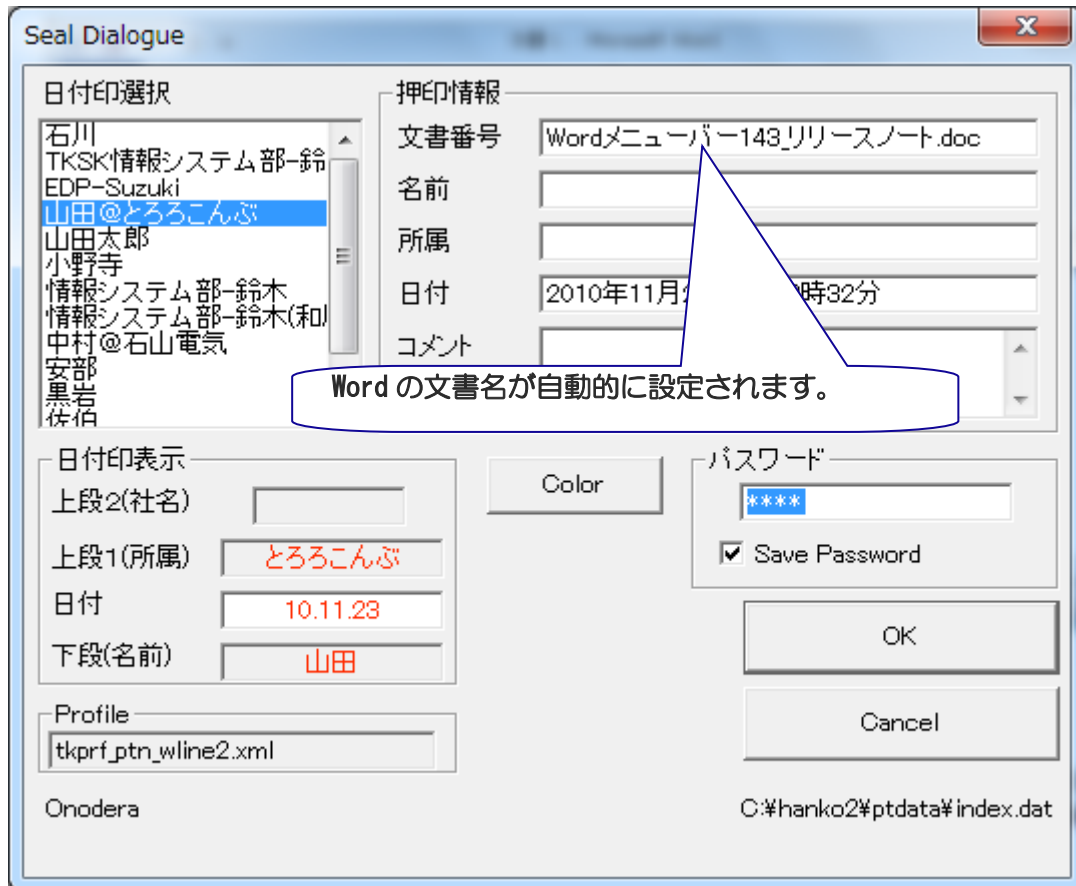 Seal Dialogue
日付印選択
石川
TKSK情報システム部-鈴
EDP-Suzuki
山田@とろろこんぶ
山田太郎
小野寺
情報システム部-鈴木
情報システム部-鈴木(和
中村@石山電気
安部
黒岩
佐伯
押印情報
文書番号 Wordメニューバー143_リリースノート.doc
名前
所属
日付 2010年11月 時32分
コメント
Word の文書名が自動的に設定されます。
日付印表示
上段2(社名)
上段1(所属) とろろこんぶ
日付 10.11.23
下段(名前) 山田
Color
パスワード
****
Save Password
OK
Cancel
Profile
tkprf_ptn_wline2.xml
Onodera
C:¥hanko2¥ptdata¥index.dat